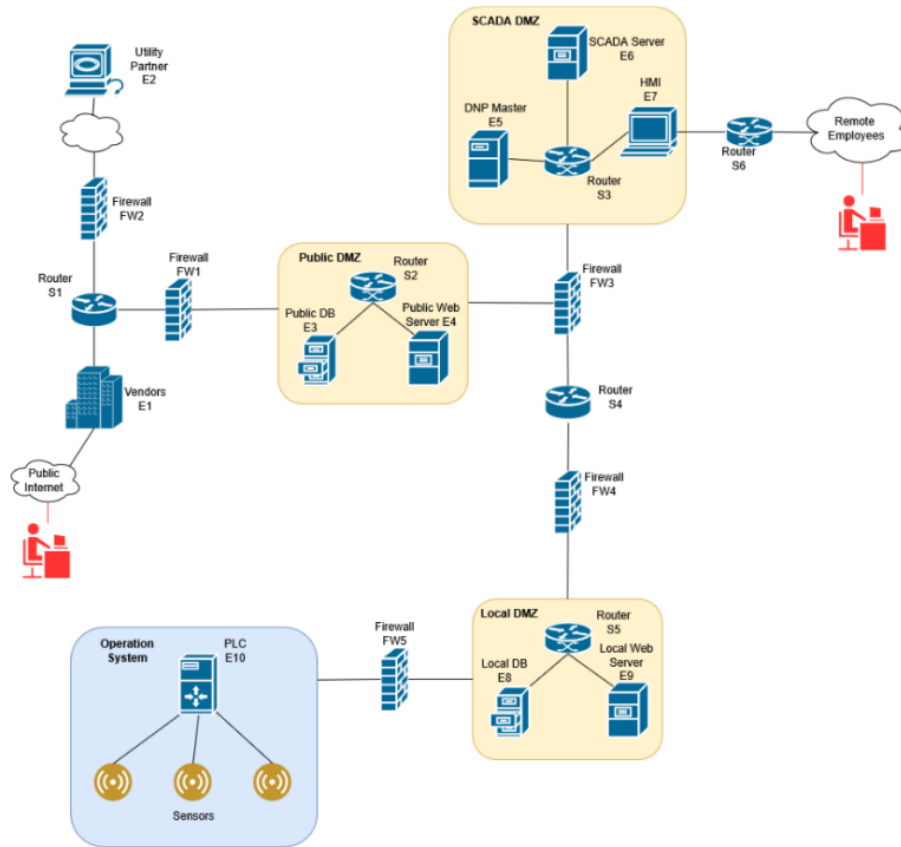 SCADA DMZ
SCADA Server
E6
HMI
E7
DNP Master
E5
Router
S3
Router
S6
Remote
Employees
Utility
Partner
E2
Firewall
FW2
Router
S1
Firewall
FW1
Public DMZ
Router
S2
Public DB
E3
Public Web
Server E4
Firewall
FW3
Vendors
E1
Router
S4
Public
Internet
Firewall
FW4
Local DMZ
Router
S5
Local DB
E8
Local Web
Server
E9
Firewall
FW5
Operation
System
PLC
E10
Sensors